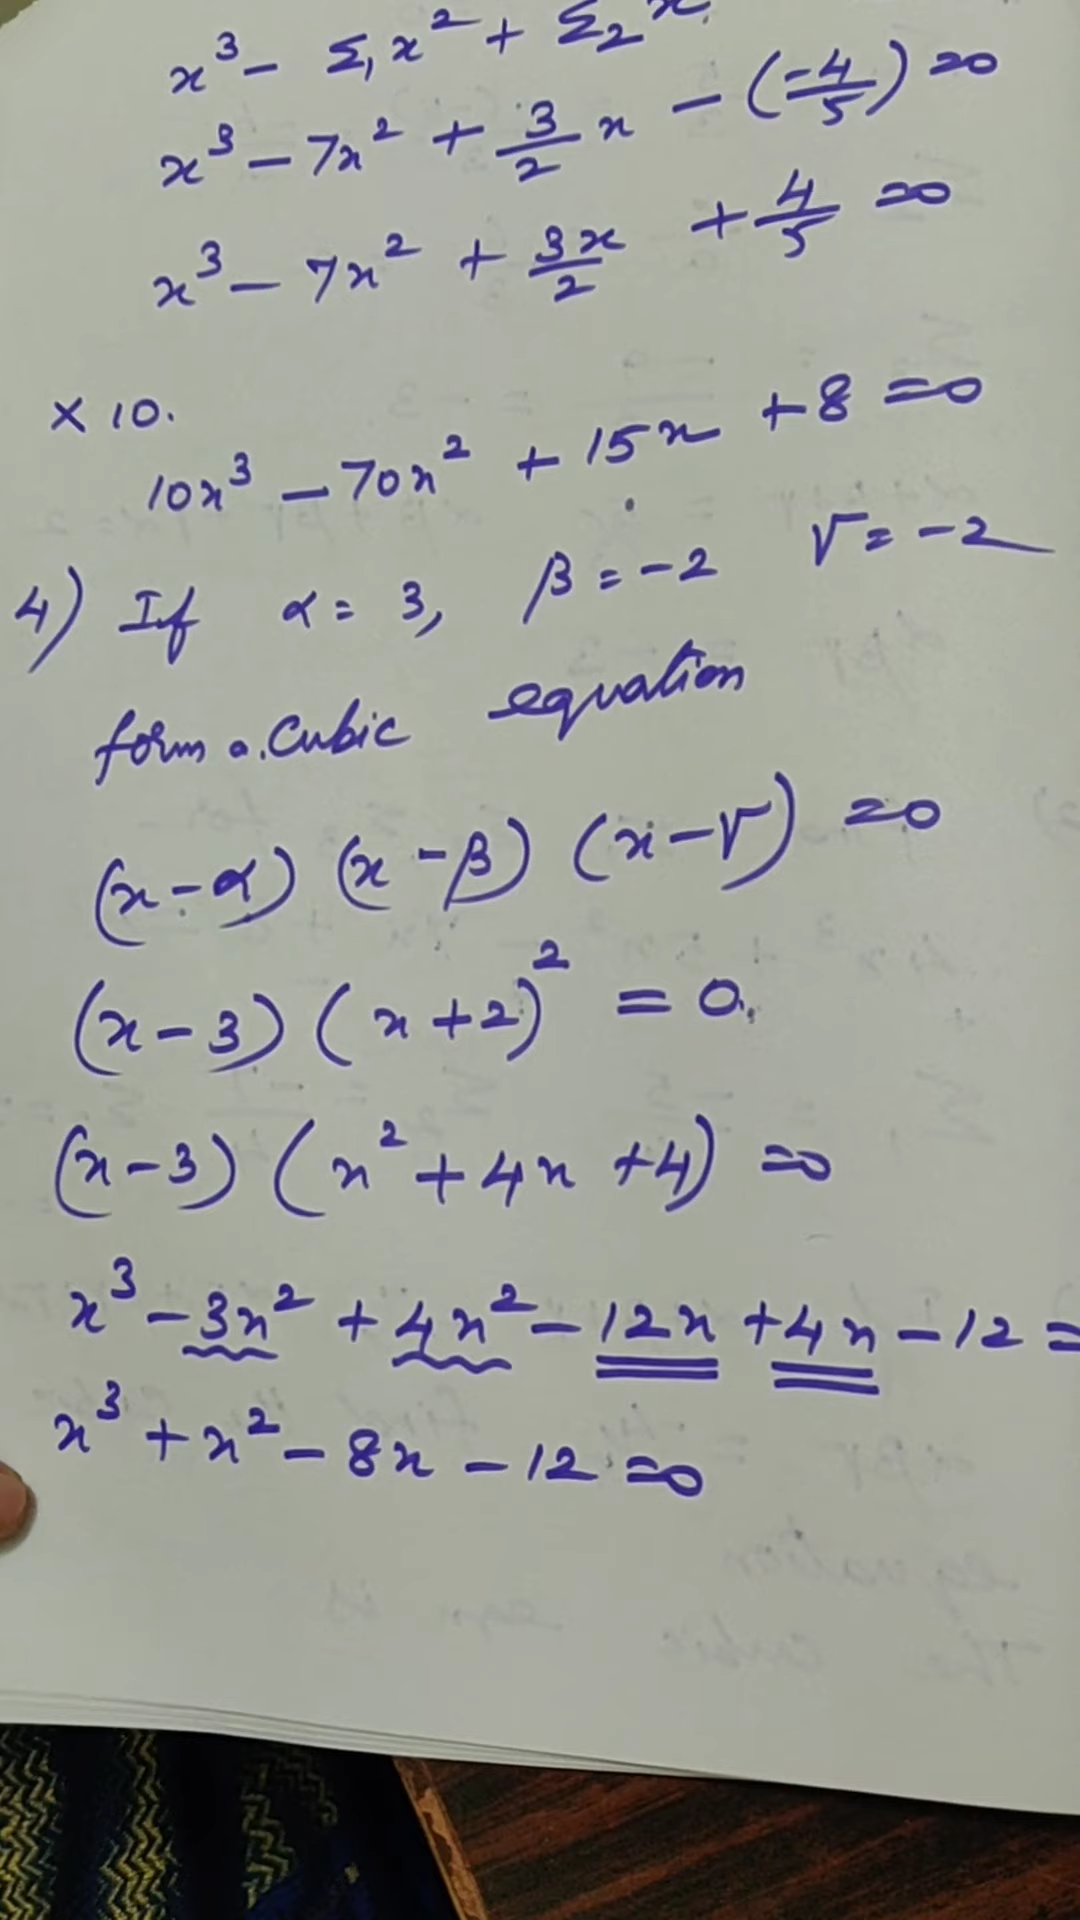 x³ - Σ₁x² + Σ₂x
x³ - 7x² + 3/2 x - (-4/5) = 0
x³ - 7x² + 3x/2 + 4/5 = 0
× 10.
10x³ - 70x² + 15x + 8 = 0
4) If α = 3, β = -2 γ = -2
form a cubic equation
(x - α) (x - β) (x - γ) = 0
(x - 3) (x + 2)² = 0
(x - 3) (x² + 4x + 4) = 0
x³ - 3x² + 4x² - 12x + 4x - 12 =
x³ + x² - 8x - 12 = 0